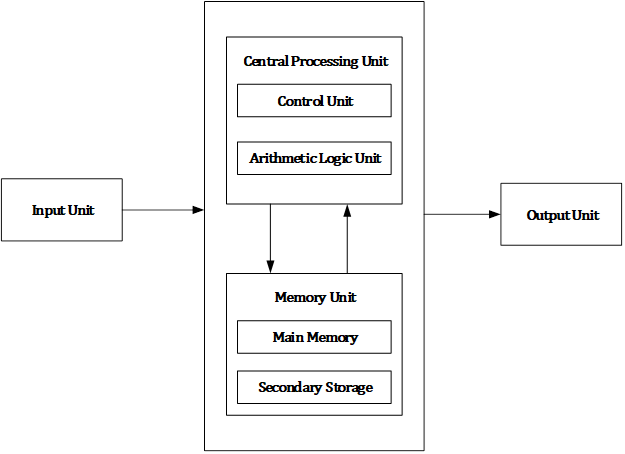 Central Processing Unit
Control Unit
Arithmetic Logic Unit
Input Unit
Output Unit
Memory Unit
Main Memory
Secondary Storage